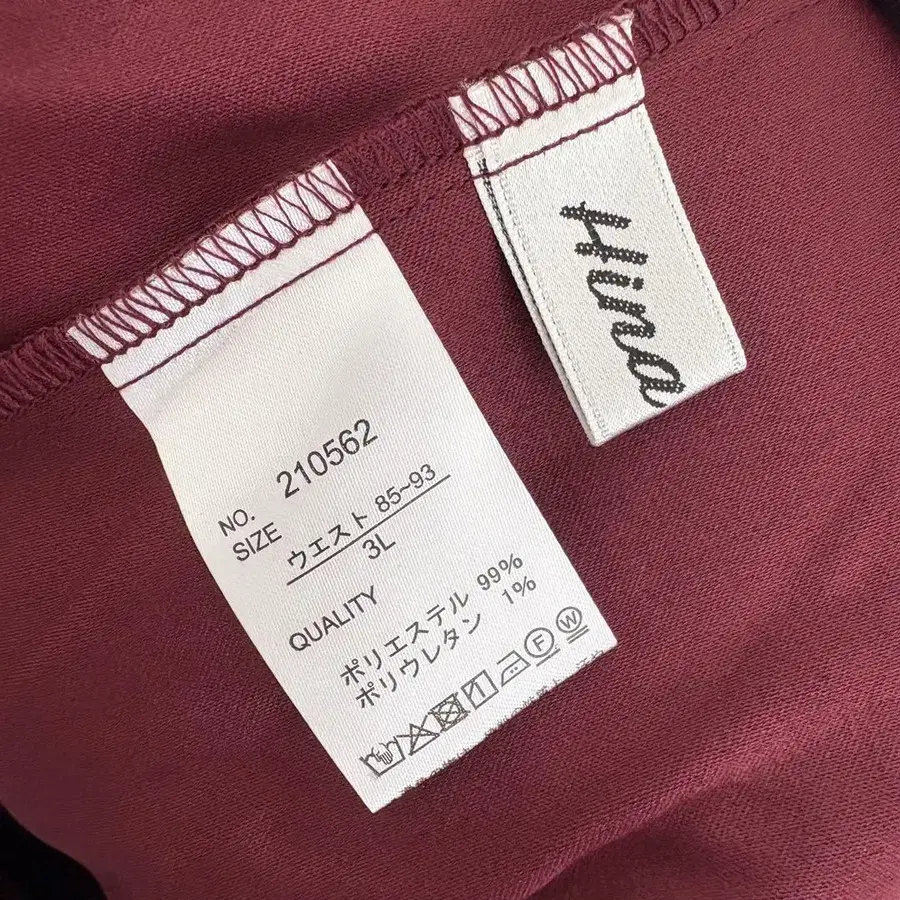 NO. 210562
SIZE ウエスト 85~93
3L
QUALITY
ポリエステル 99%
ポリウレタン 1%
F W
Hina